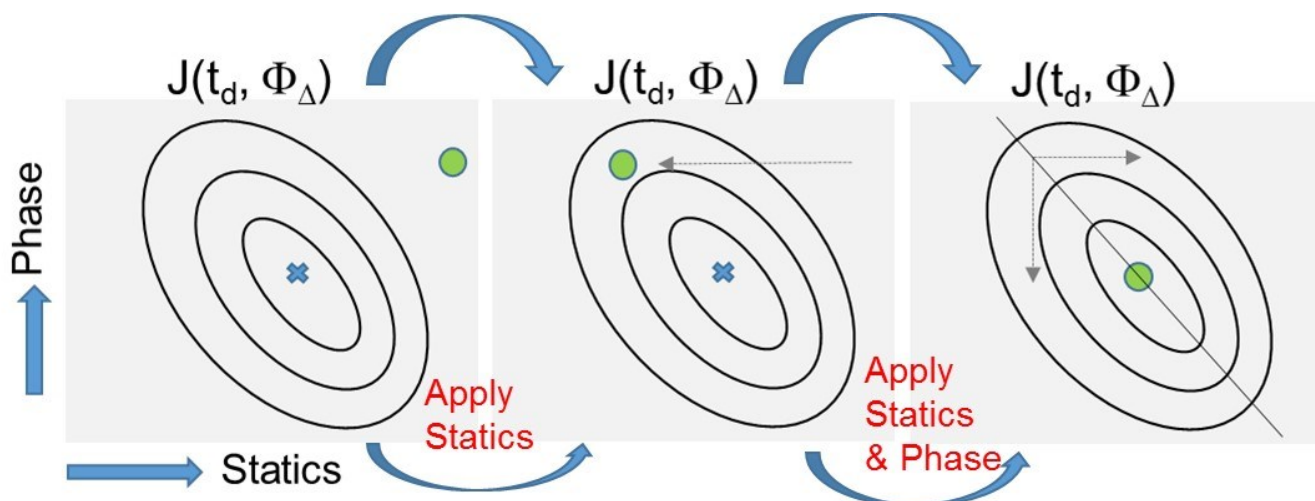 J(t_d, Φ_Δ)
J(t_d, Φ_Δ)
J(t_d, Φ_Δ)
Phase
Apply
Statics
Apply
Statics
& Phase
Statics